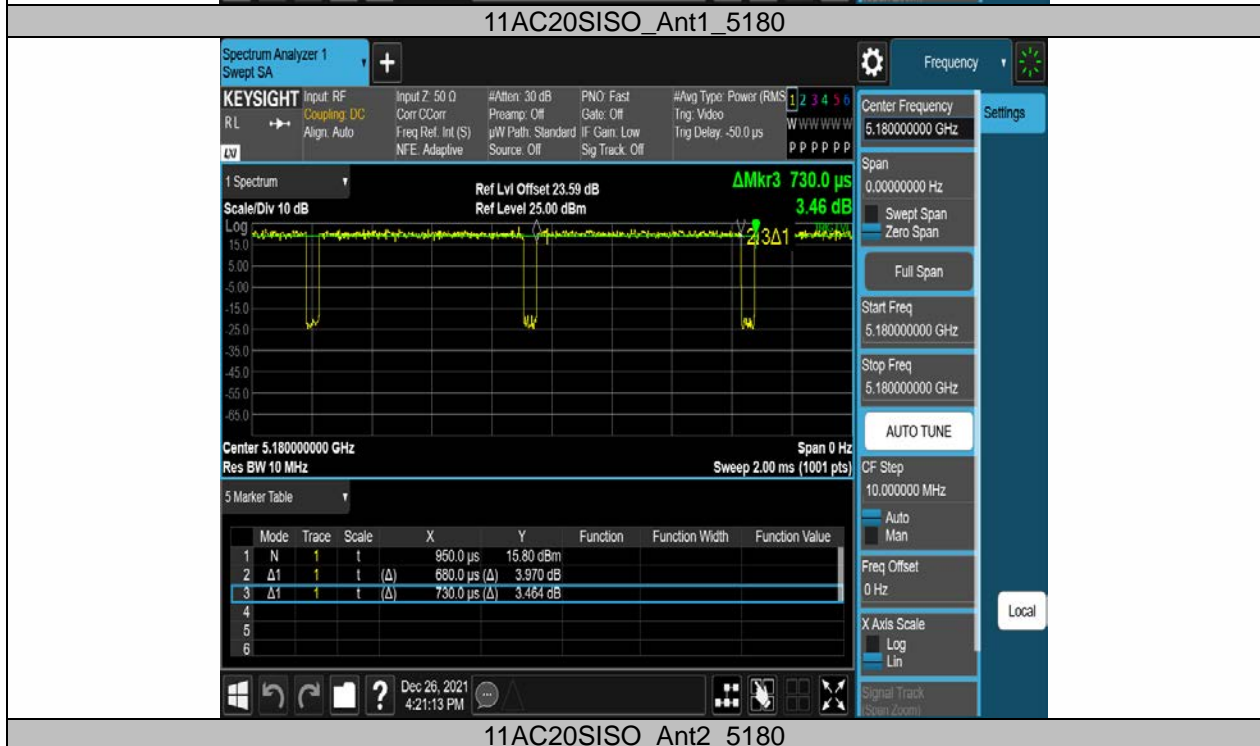 11AC20SISO_Ant1_5180
Spectrum Analyzer 1
Swept SA
Frequency
KEYSIGHT
RL
LXI
Input: RF
Coupling: DC
Align: Auto
Input Z: 50 Ω
Corr CCorr
Freq Ref: Int (S)
NFE: Adaptive
#Atten: 30 dB
Preamp: Off
µW Path: Standard
Source: Off
PNO: Fast
Gate: Off
IF Gain: Low
Sig Track: Off
#Avg Type: Power (RMS
Trig: Video
Trig Delay: -50.0 µs
1 2 3 4 5 6
W W W W W W
P P P P P P
Center Frequency
5.180000000 GHz
Settings
1 Spectrum
Scale/Div 10 dB
Ref Lvl Offset 23.59 dB
Ref Level 25.00 dBm
ΔMkr3 730.0 µs
3.46 dB
Log
15.0
5.00
-5.00
-15.0
-25.0
-35.0
-45.0
-55.0
-65.0
3Δ1
Center 5.180000000 GHz
Res BW 10 MHz
Span 0 Hz
Sweep 2.00 ms (1001 pts)
Span
0.00000000 Hz
Swept Span
Zero Span
Full Span
Start Freq
5.180000000 GHz
Stop Freq
5.180000000 GHz
AUTO TUNE
CF Step
10.000000 MHz
Auto
Man
Freq Offset
0 Hz
X Axis Scale
Log
Lin
Signal Track
(Span Zoom)
Local
5 Marker Table
Mode Trace Scale X Y Function Function Width Function Value
1 N 1 t 950.0 µs 15.80 dBm
2 Δ1 1 t (Δ) 680.0 µs (Δ) 3.970 dB
3 Δ1 1 t (Δ) 730.0 µs (Δ) 3.464 dB
4
5
6
?
Dec 26, 2021
4:21:13 PM
11AC20SISO_Ant2_5180